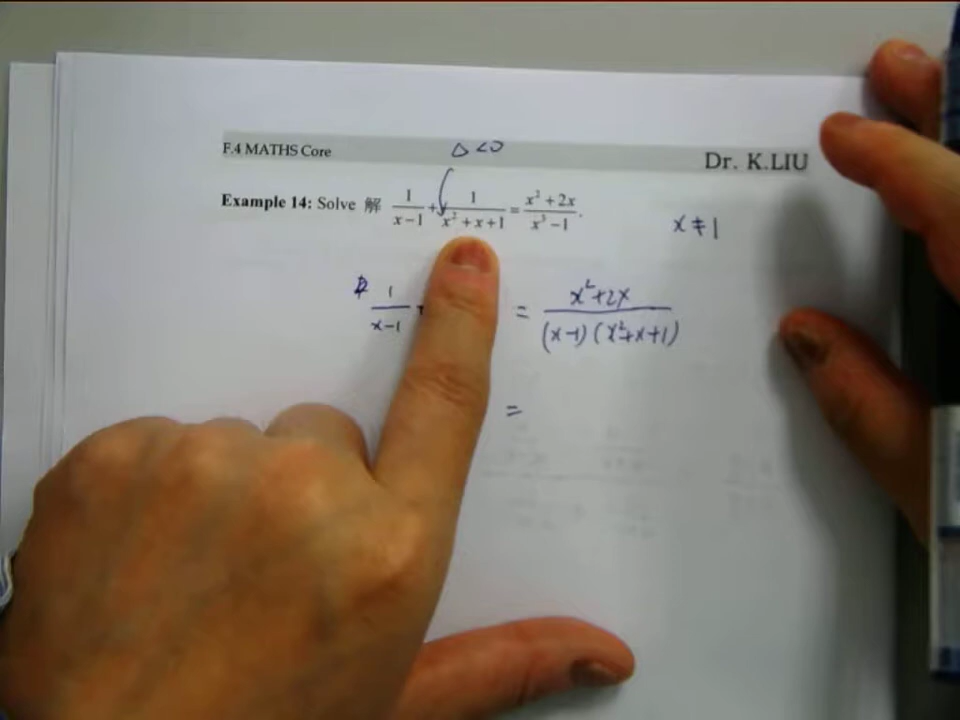 F.4 MATHS Core
Δ<0
Dr. K.LIU
Example 14: Solve 解 1/(x−1) + 1/(x²+x+1) = (x²+2x)/(x³−1).
x≠1
1/(x−1) + = (x²+2x)/((x−1)(x²+x+1))
=